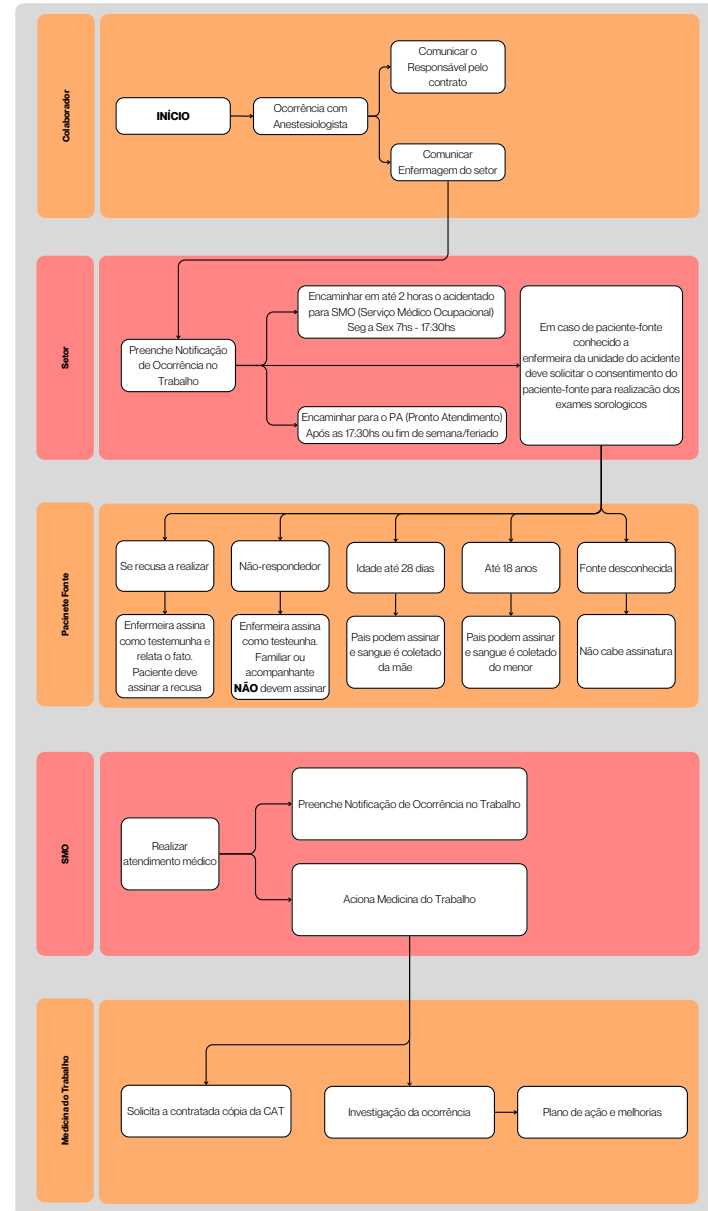 Colaborador
INÍCIO
Ocorrência com
Anestesiologista
Comunicar o
Responsável pelo
contrato
Comunicar
Enfermagem do setor
Setor
Preenche Notificação
de Ocorrência no
Trabalho
Encaminhar em até 2 horas o acidentado
para SMO (Serviço Médico Ocupacional)
Seg a Sex 7hs - 17:30hs
Encaminhar para o PA (Pronto Atendimento)
Após as 17:30hs ou fim de semana/feriado
Em caso de paciente-fonte
conhecido a
enfermeira da unidade do acidente
deve solicitar o consentimento do
paciente-fonte para realização dos
exames sorologicos
Pacinete Fonte
Se recusa a realizar
Enfermeira assina
como testemunha e
relata o fato.
Paciente deve
assinar a recusa
Não-respondedor
Enfermeira assina
como testeunha.
Familiar ou
acompanhante
NÃO devem assinar
Idade até 28 dias
Pais podem assinar
e sangue é coletado
da mãe
Até 18 anos
Pais podem assinar
e sangue é coletado
do menor
Fonte desconhecida
Não cabe assinatura
SMO
Realizar
atendimento médico
Preenche Notificação de Ocorrência no Trabalho
Aciona Medicina do Trabalho
Medicina do Trabalho
Solicita a contratada cópia da CAT
Investigação da ocorrência
Plano de ação e melhorias